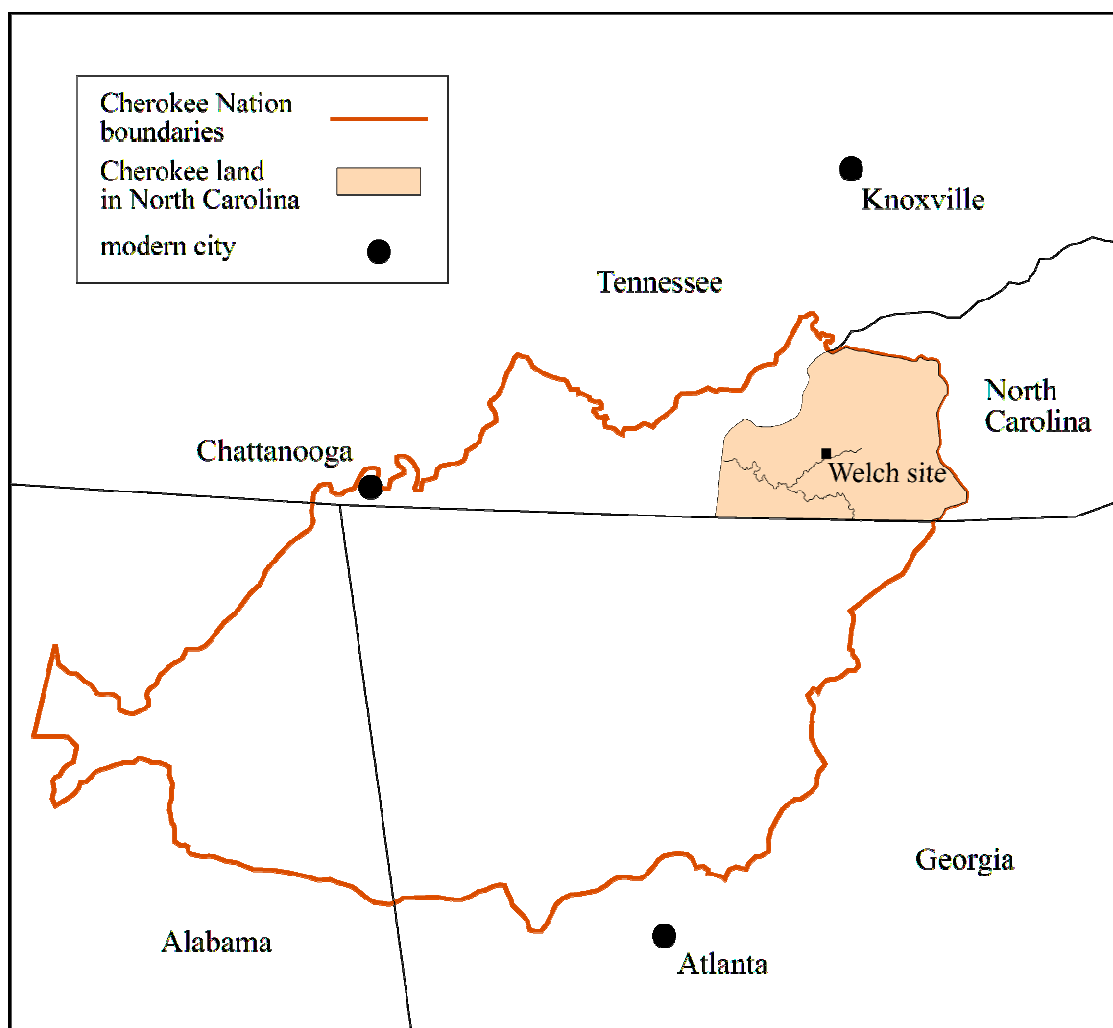 Cherokee Nation
boundaries
Cherokee land
in North Carolina
modern city
Knoxville
Tennessee
North
Carolina
Chattanooga
Welch site
Georgia
Alabama
Atlanta